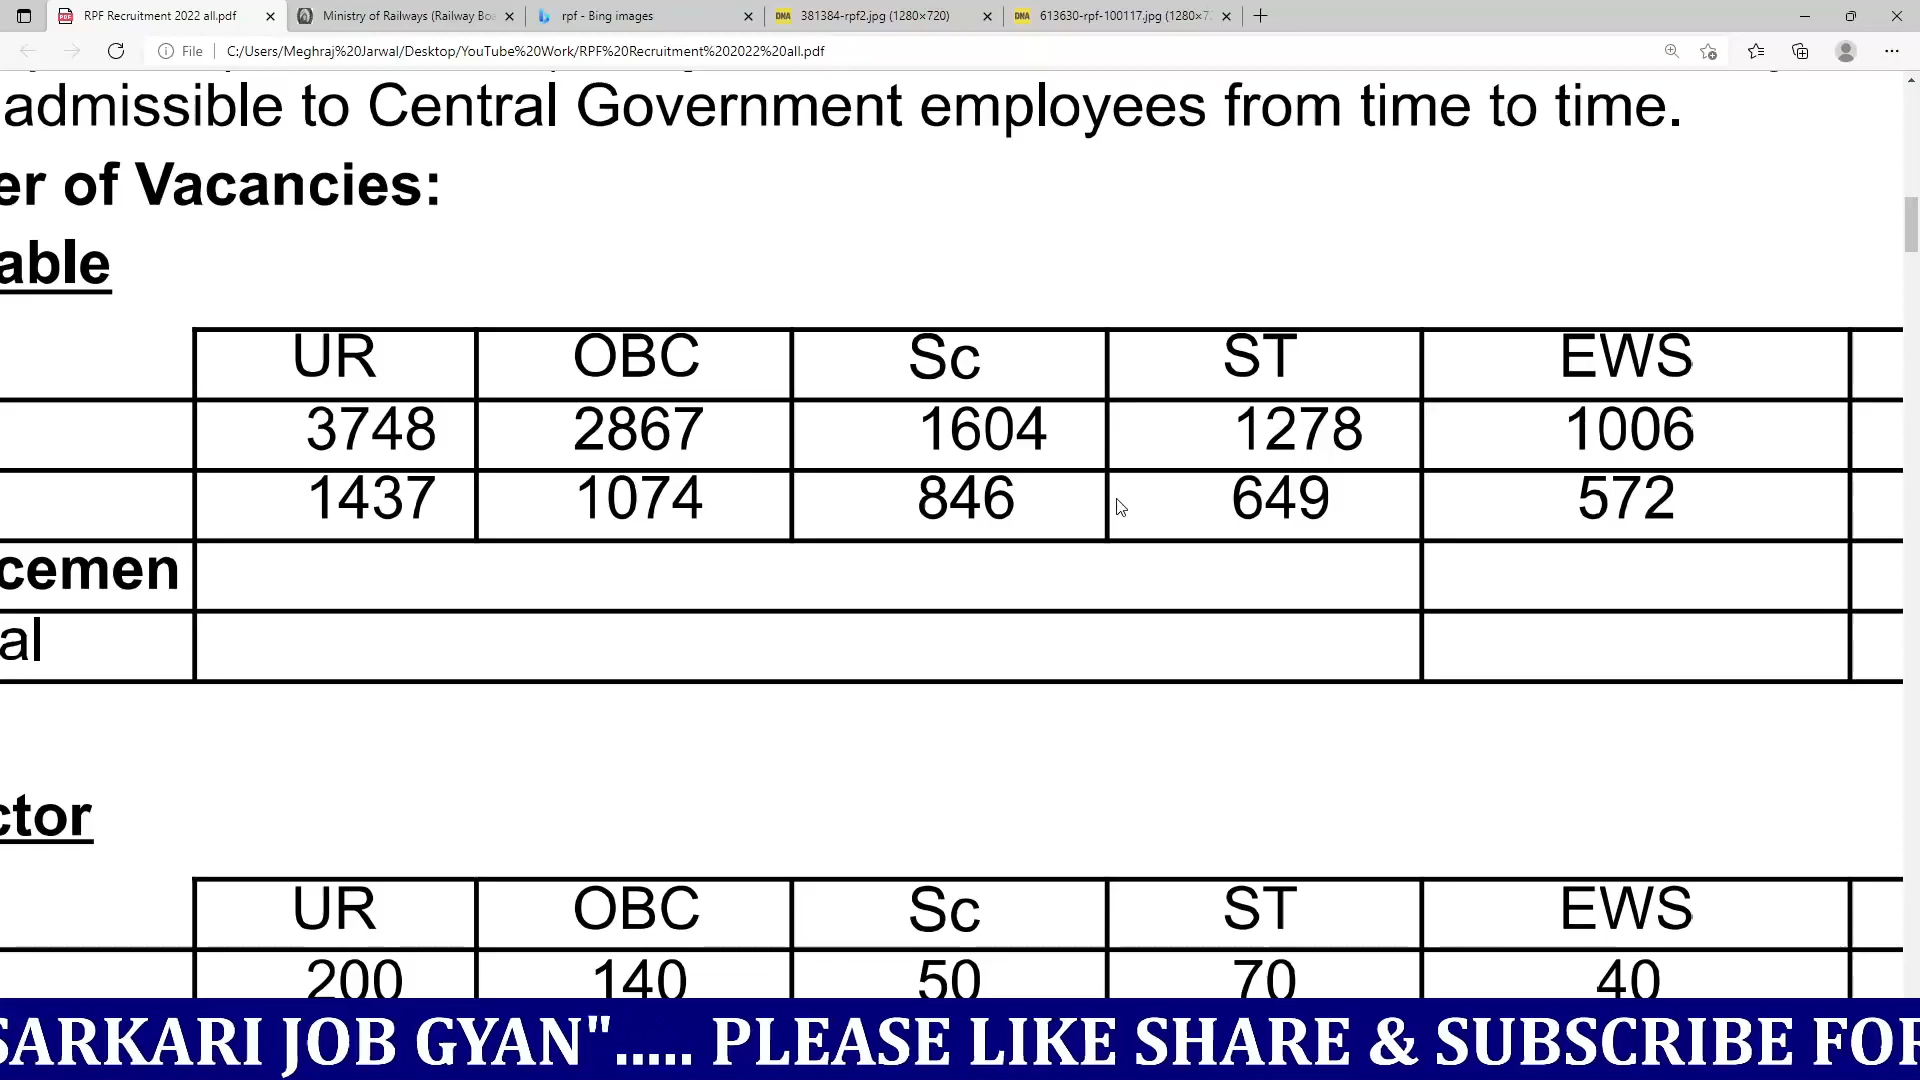 RPF Recruitment 2022 all.pdf
Ministry of Railways (Railway Boa
rpf - Bing images
DNA 381384-rpf2.jpg (1280×720)
DNA 613630-rpf-100117.jpg (1280×7
File C:/Users/Meghraj%20Jarwal/Desktop/YouTube%20Work/RPF%20Recruitment%202022%20all.pdf
admissible to Central Government employees from time to time.
er of Vacancies:
able
UR OBC Sc ST EWS
3748 2867 1604 1278 1006
1437 1074 846 649 572
cemen
al
ctor
UR OBC Sc ST EWS
200 140 50 70 40
SARKARI JOB GYAN"..... PLEASE LIKE SHARE & SUBSCRIBE FOR